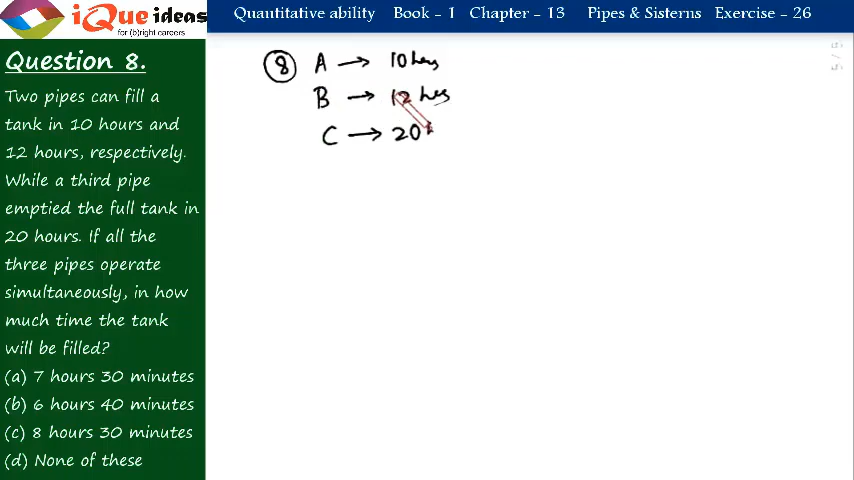 iQue ideas
for (b)right careers
Quantitative ability Book - 1 Chapter - 13 Pipes & Sisterns Exercise - 26
Question 8.
Two pipes can fill a
tank in 10 hours and
12 hours, respectively.
While a third pipe
emptied the full tank in
20 hours. If all the
three pipes operate
simultaneously, in how
much time the tank
will be filled?
(a) 7 hours 30 minutes
(b) 6 hours 40 minutes
(c) 8 hours 30 minutes
(d) None of these
8 A → 10 hrs
B → 12 hrs
C → 20
5 / 5